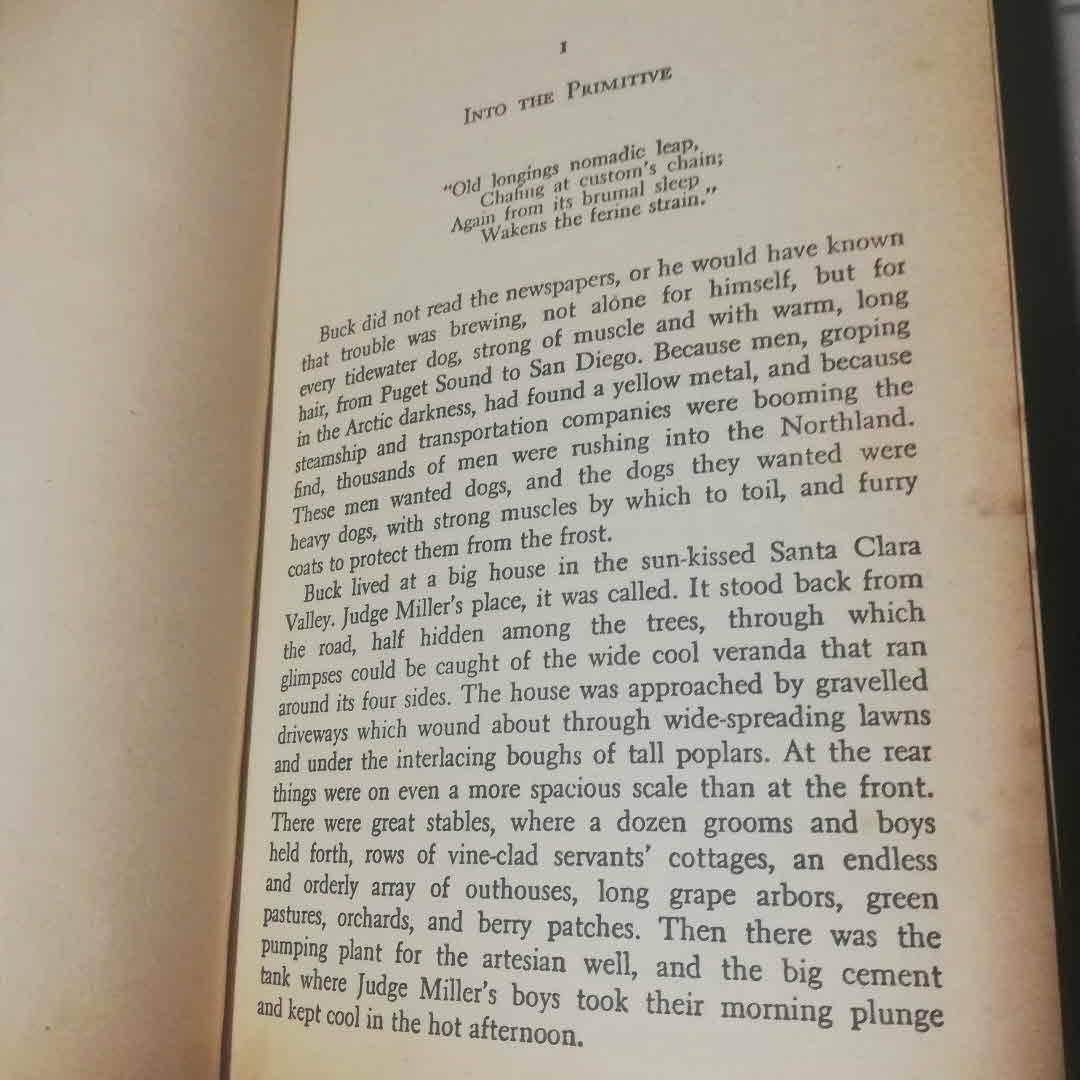 I
INTO THE PRIMITIVE
"Old longings nomadic leap,
Chafing at custom's chain;
Again from its brumal sleep
Wakens the ferine strain."
Buck did not read the newspapers, or he would have known
that trouble was brewing, not alone for himself, but for
every tidewater dog, strong of muscle and with warm, long
hair, from Puget Sound to San Diego. Because men, groping
in the Arctic darkness, had found a yellow metal, and because
steamship and transportation companies were booming the
find, thousands of men were rushing into the Northland.
These men wanted dogs, and the dogs they wanted were
heavy dogs, with strong muscles by which to toil, and furry
coats to protect them from the frost.
Buck lived at a big house in the sun-kissed Santa Clara
Valley. Judge Miller's place, it was called. It stood back from
the road, half hidden among the trees, through which
glimpses could be caught of the wide cool veranda that ran
around its four sides. The house was approached by gravelled
driveways which wound about through wide-spreading lawns
and under the interlacing boughs of tall poplars. At the rear
things were on even a more spacious scale than at the front.
There were great stables, where a dozen grooms and boys
held forth, rows of vine-clad servants' cottages, an endless
and orderly array of outhouses, long grape arbors, green
pastures, orchards, and berry patches. Then there was the
pumping plant for the artesian well, and the big cement
tank where Judge Miller's boys took their morning plunge
and kept cool in the hot afternoon.